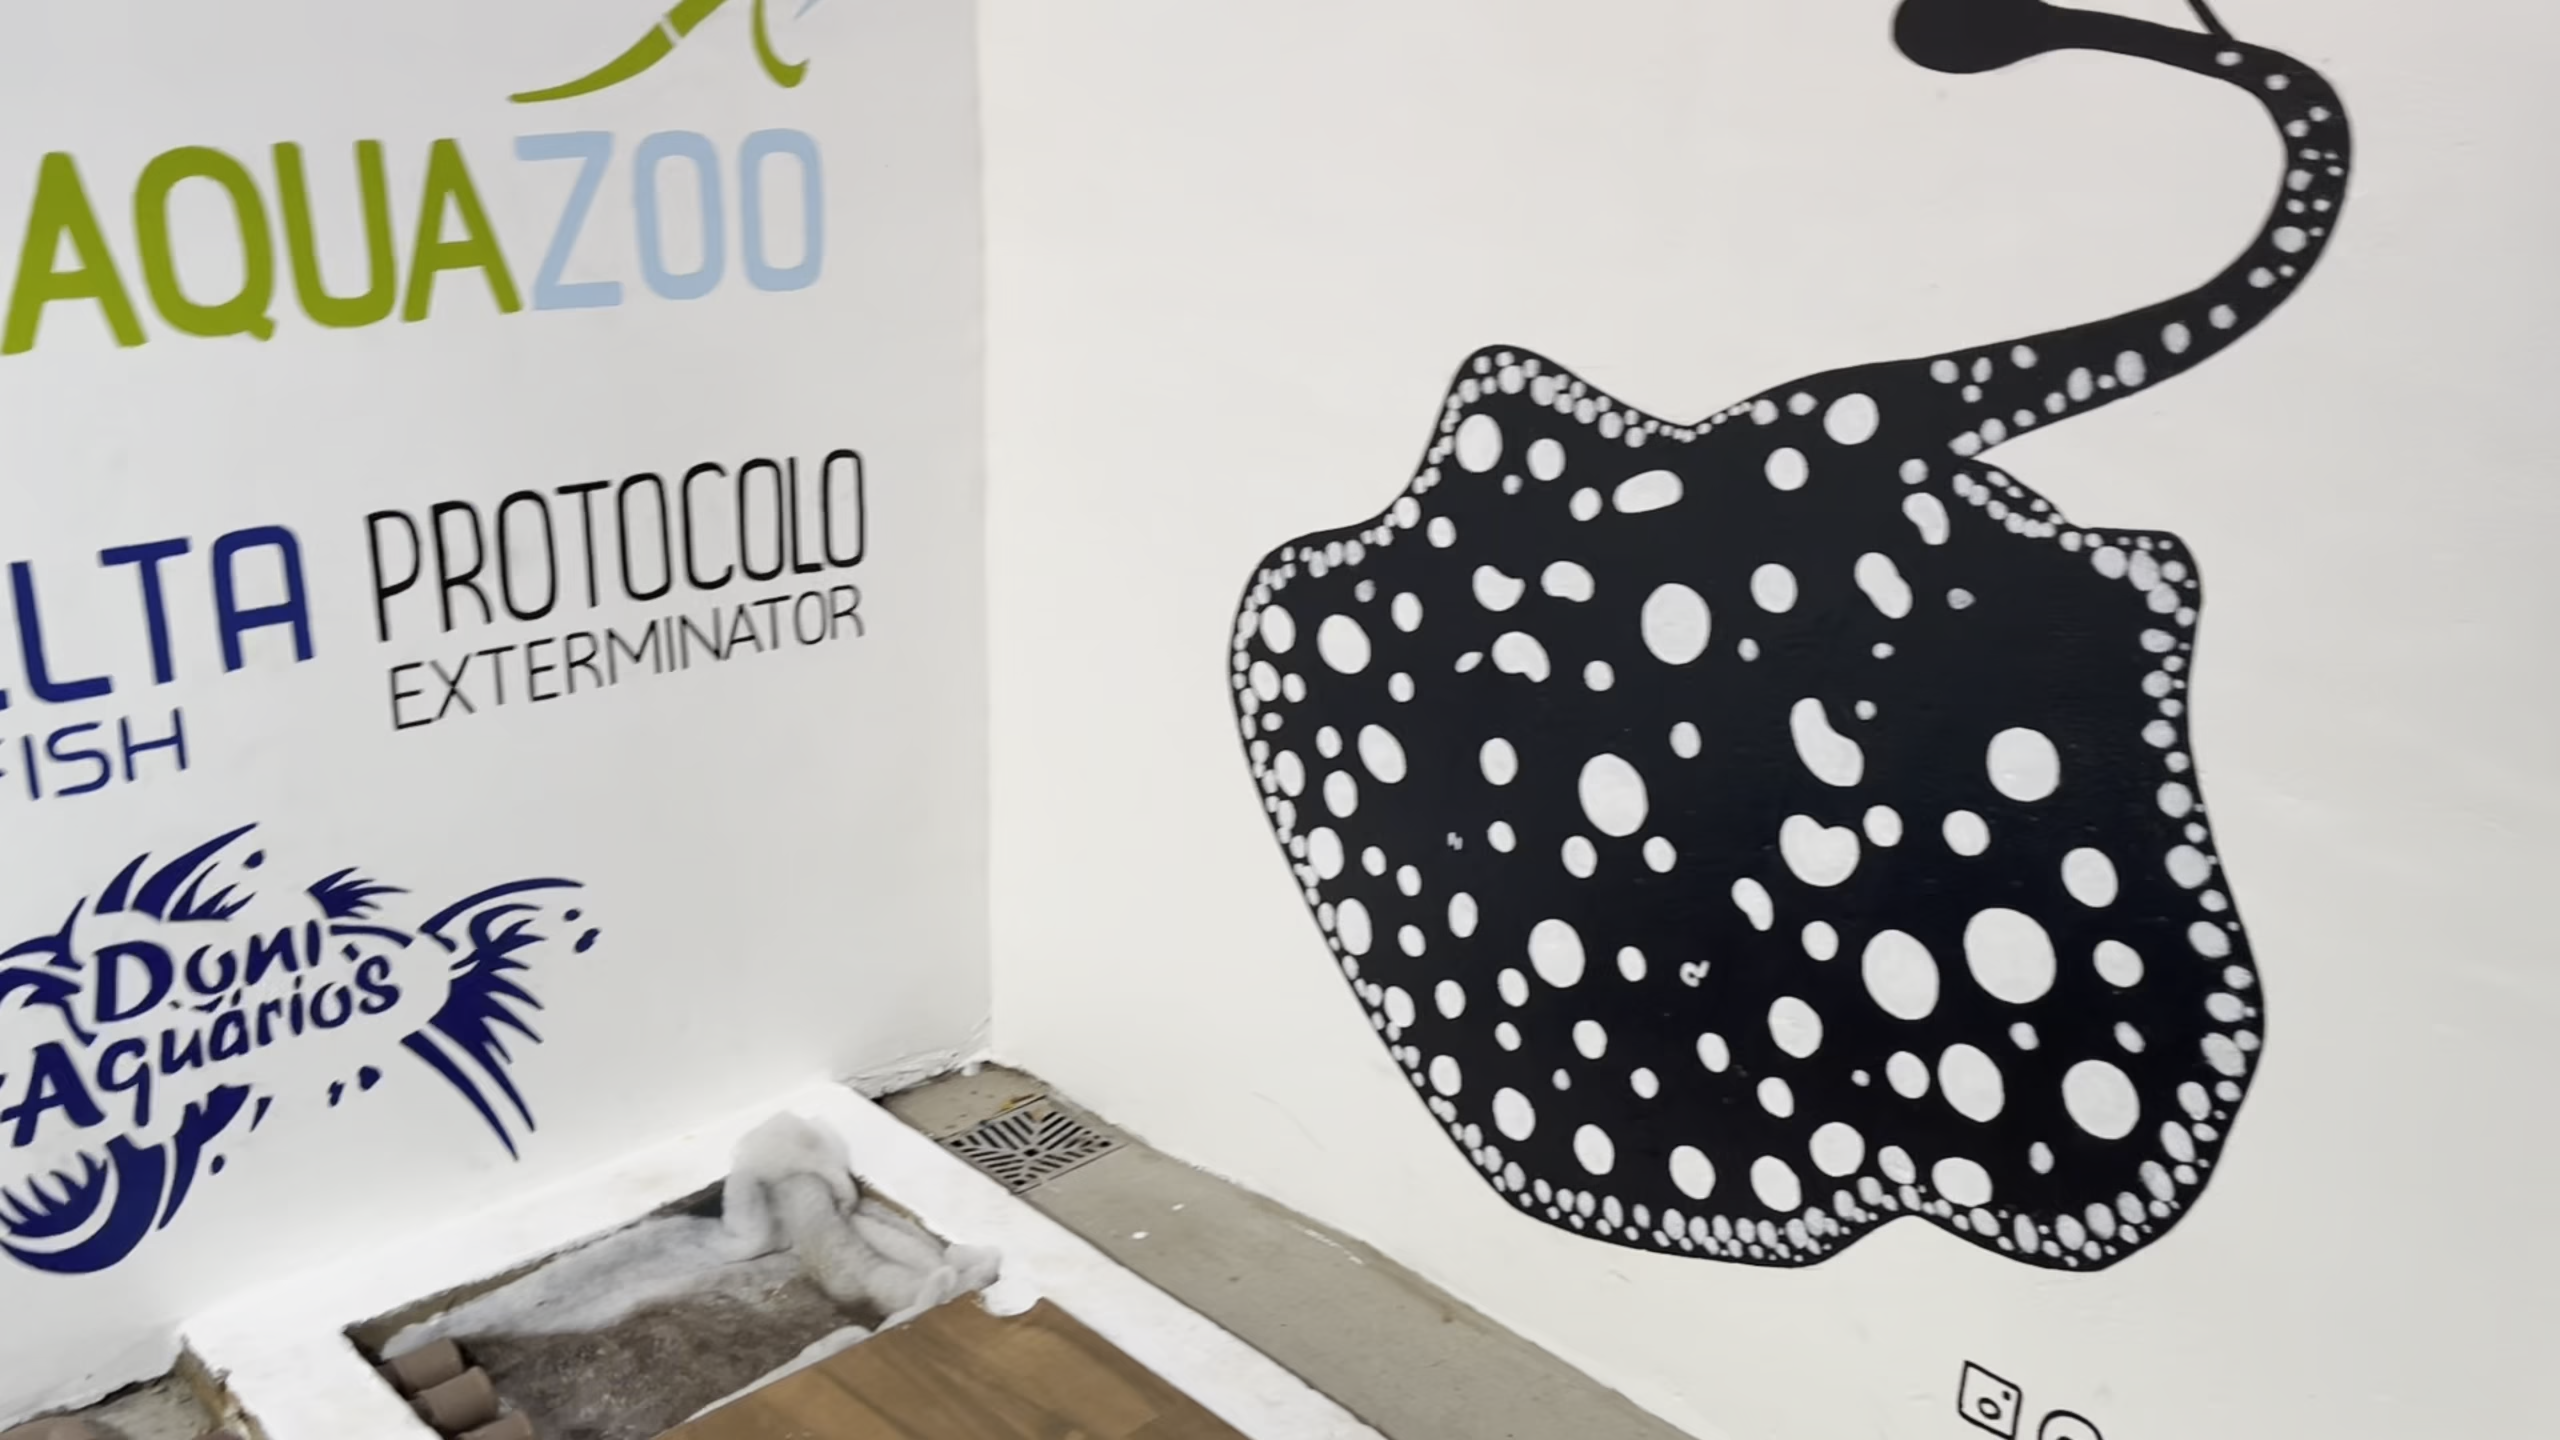 AQUAZOO
LTA
FISH
PROTOCOLO
EXTERMINATOR
Doni
Aquários